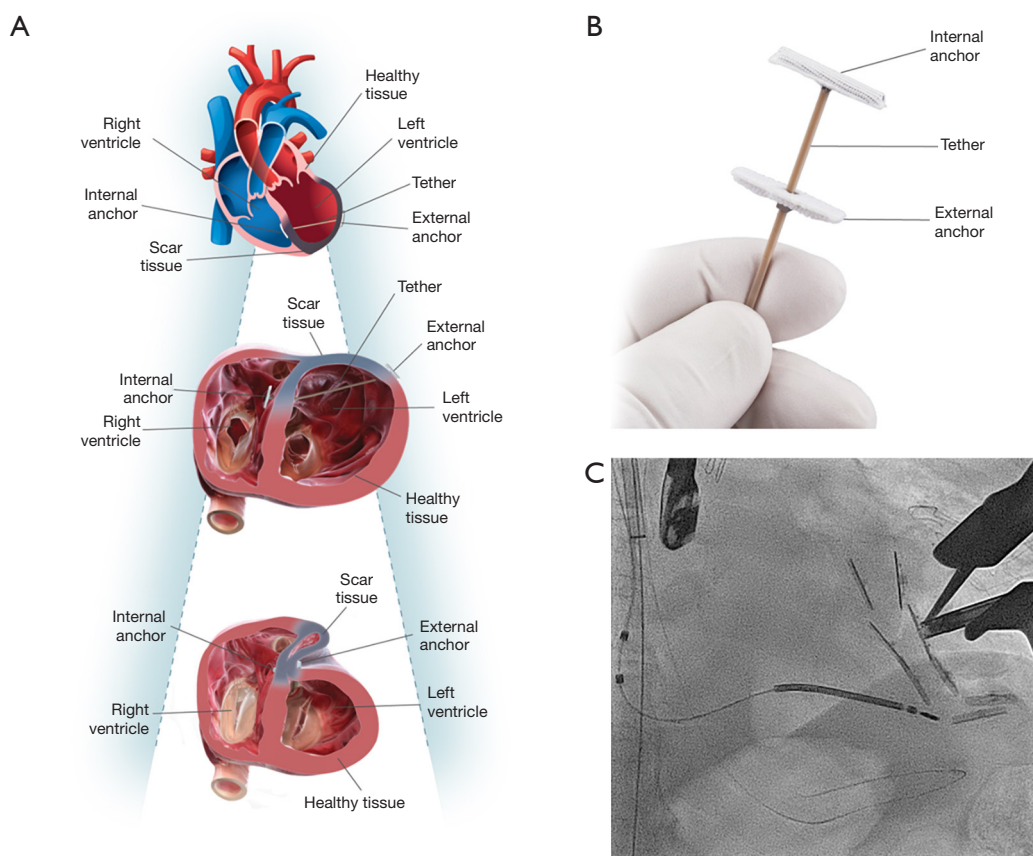 A
Healthy
tissue
Right
ventricle
Left
ventricle
Internal
anchor
Tether
External
anchor
Scar
tissue
Tether
Scar
tissue
External
anchor
Internal
anchor
Left
ventricle
Right
ventricle
Healthy
tissue
Scar
tissue
Internal
anchor
External
anchor
Right
ventricle
Left
ventricle
Healthy tissue
B
Internal
anchor
Tether
External
anchor
C